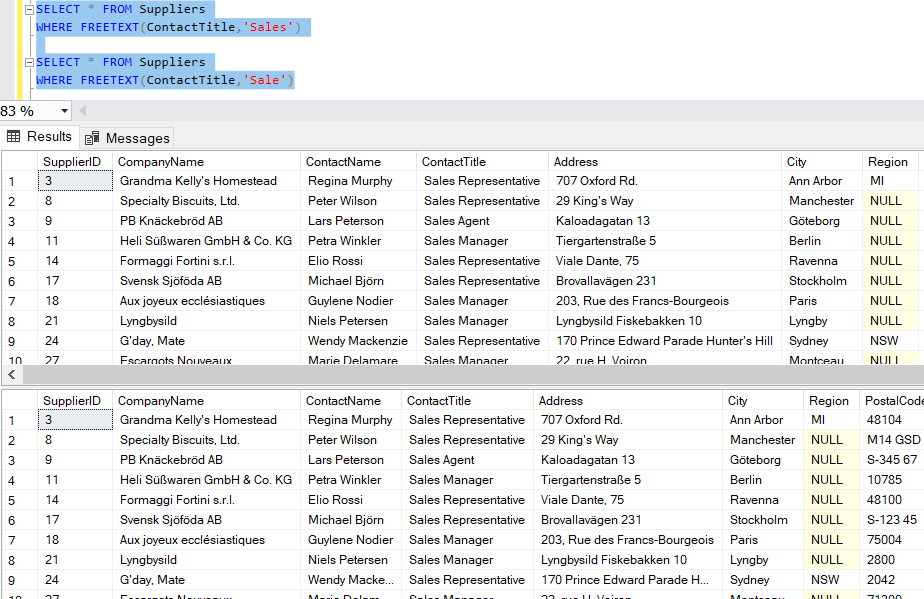 SELECT * FROM Suppliers
WHERE FREETEXT(ContactTitle,'Sales')
SELECT * FROM Suppliers
WHERE FREETEXT(ContactTitle,'Sale')
83 %
Results Messages
SupplierID CompanyName ContactName ContactTitle Address City Region
1 3 Grandma Kelly's Homestead Regina Murphy Sales Representative 707 Oxford Rd. Ann Arbor MI
2 8 Specialty Biscuits, Ltd. Peter Wilson Sales Representative 29 King's Way Manchester NULL
3 9 PB Knäckebröd AB Lars Peterson Sales Agent Kaloadagatan 13 Göteborg NULL
4 11 Heli Süßwaren GmbH & Co. KG Petra Winkler Sales Manager Tiergartenstraße 5 Berlin NULL
5 14 Formaggi Fortini s.r.l. Elio Rossi Sales Representative Viale Dante, 75 Ravenna NULL
6 17 Svensk Sjöföda AB Michael Björn Sales Representative Brovallavägen 231 Stockholm NULL
7 18 Aux joyeux ecclésiastiques Guylene Nodier Sales Manager 203, Rue des Francs-Bourgeois Paris NULL
8 21 Lyngbysild Niels Petersen Sales Manager Lyngbysild Fiskebakken 10 Lyngby NULL
9 24 G'day, Mate Wendy Mackenzie Sales Representative 170 Prince Edward Parade Hunter's Hill Sydney NSW
10 27 Escargots Nouveaux Marie Delamare Sales Manager 22, rue H. Voiron Montceau NULL
SupplierID CompanyName ContactName ContactTitle Address City Region PostalCode
1 3 Grandma Kelly's Homestead Regina Murphy Sales Representative 707 Oxford Rd. Ann Arbor MI 48104
2 8 Specialty Biscuits, Ltd. Peter Wilson Sales Representative 29 King's Way Manchester NULL M14 GSD
3 9 PB Knäckebröd AB Lars Peterson Sales Agent Kaloadagatan 13 Göteborg NULL S-345 67
4 11 Heli Süßwaren GmbH & Co. KG Petra Winkler Sales Manager Tiergartenstraße 5 Berlin NULL 10785
5 14 Formaggi Fortini s.r.l. Elio Rossi Sales Representative Viale Dante, 75 Ravenna NULL 48100
6 17 Svensk Sjöföda AB Michael Björn Sales Representative Brovallavägen 231 Stockholm NULL S-123 45
7 18 Aux joyeux ecclésiastiques Guylene Nodier Sales Manager 203, Rue des Francs-Bourgeois Paris NULL 75004
8 21 Lyngbysild Niels Petersen Sales Manager Lyngbysild Fiskebakken 10 Lyngby NULL 2800
9 24 G'day, Mate Wendy Macke... Sales Representative 170 Prince Edward Parade H... Sydney NSW 2042